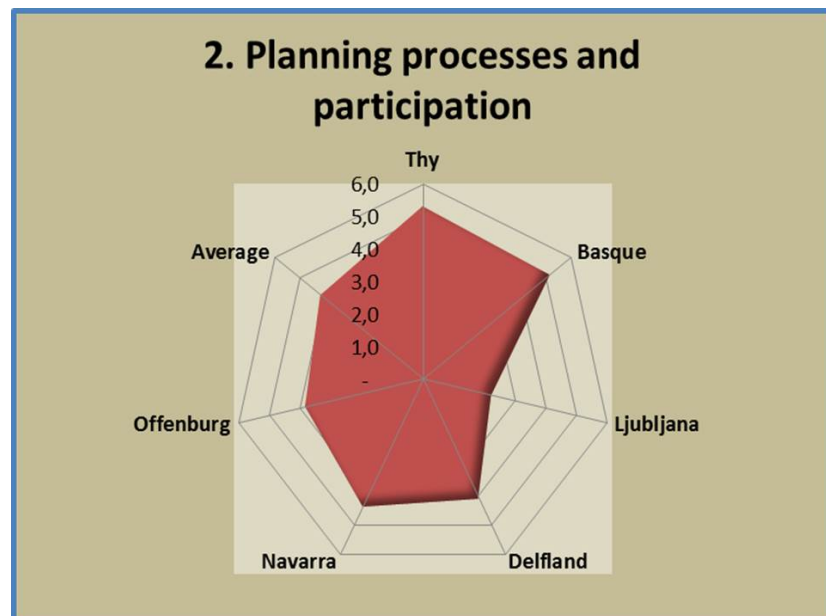 2. Planning processes and
participation
Thy
6,0
5,0
4,0
3,0
2,0
1,0
-
Average
Basque
Offenburg
Ljubljana
Navarra
Delfland